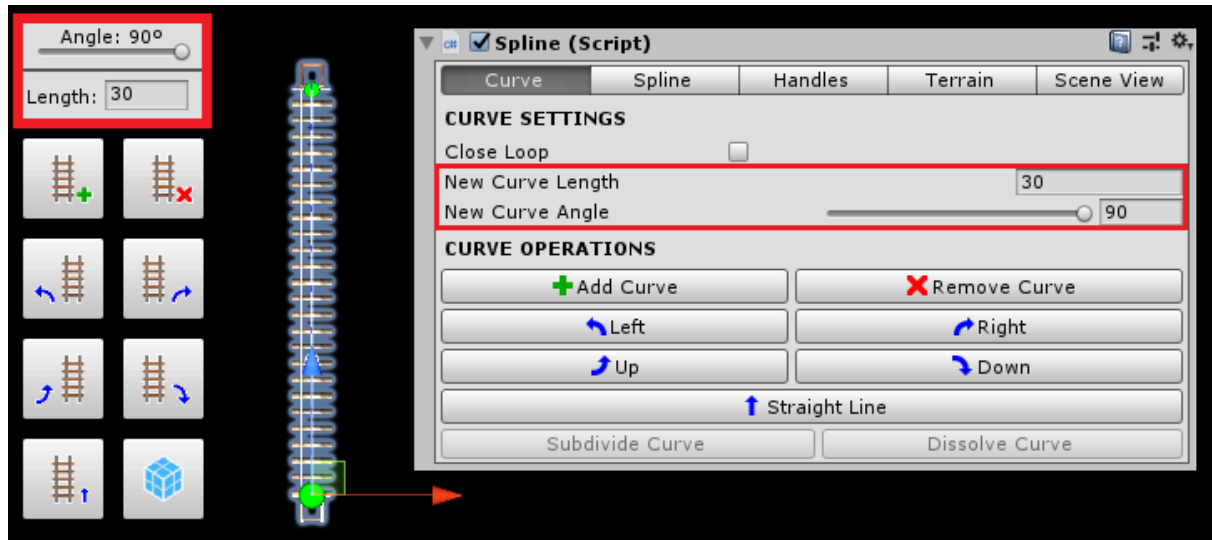 Angle: 90º
Length: 30
c# Spline (Script)
Curve Spline Handles Terrain Scene View
CURVE SETTINGS
Close Loop
New Curve Length 30
New Curve Angle 90
CURVE OPERATIONS
Add Curve Remove Curve
Left Right
Up Down
Straight Line
Subdivide Curve Dissolve Curve